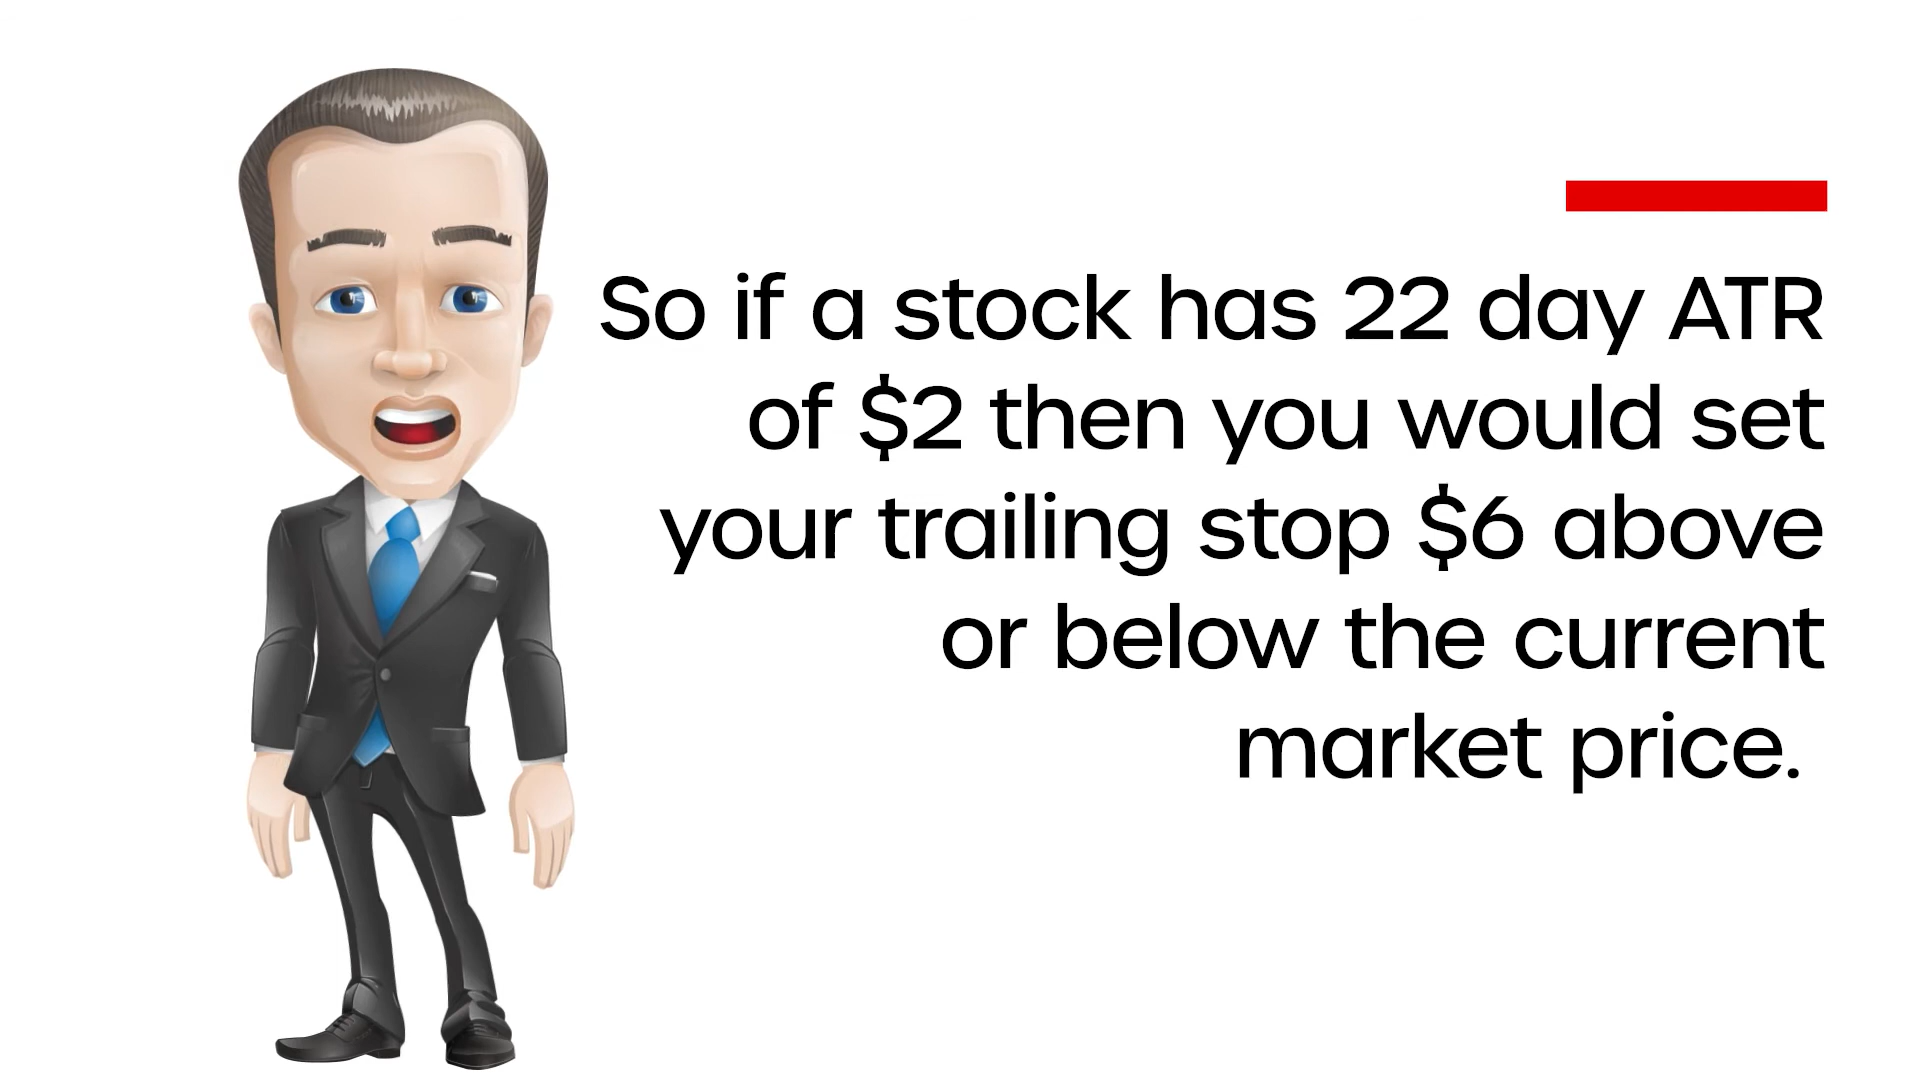 So if a stock has 22 day ATR
of $2 then you would set
your trailing stop $6 above
or below the current
market price.